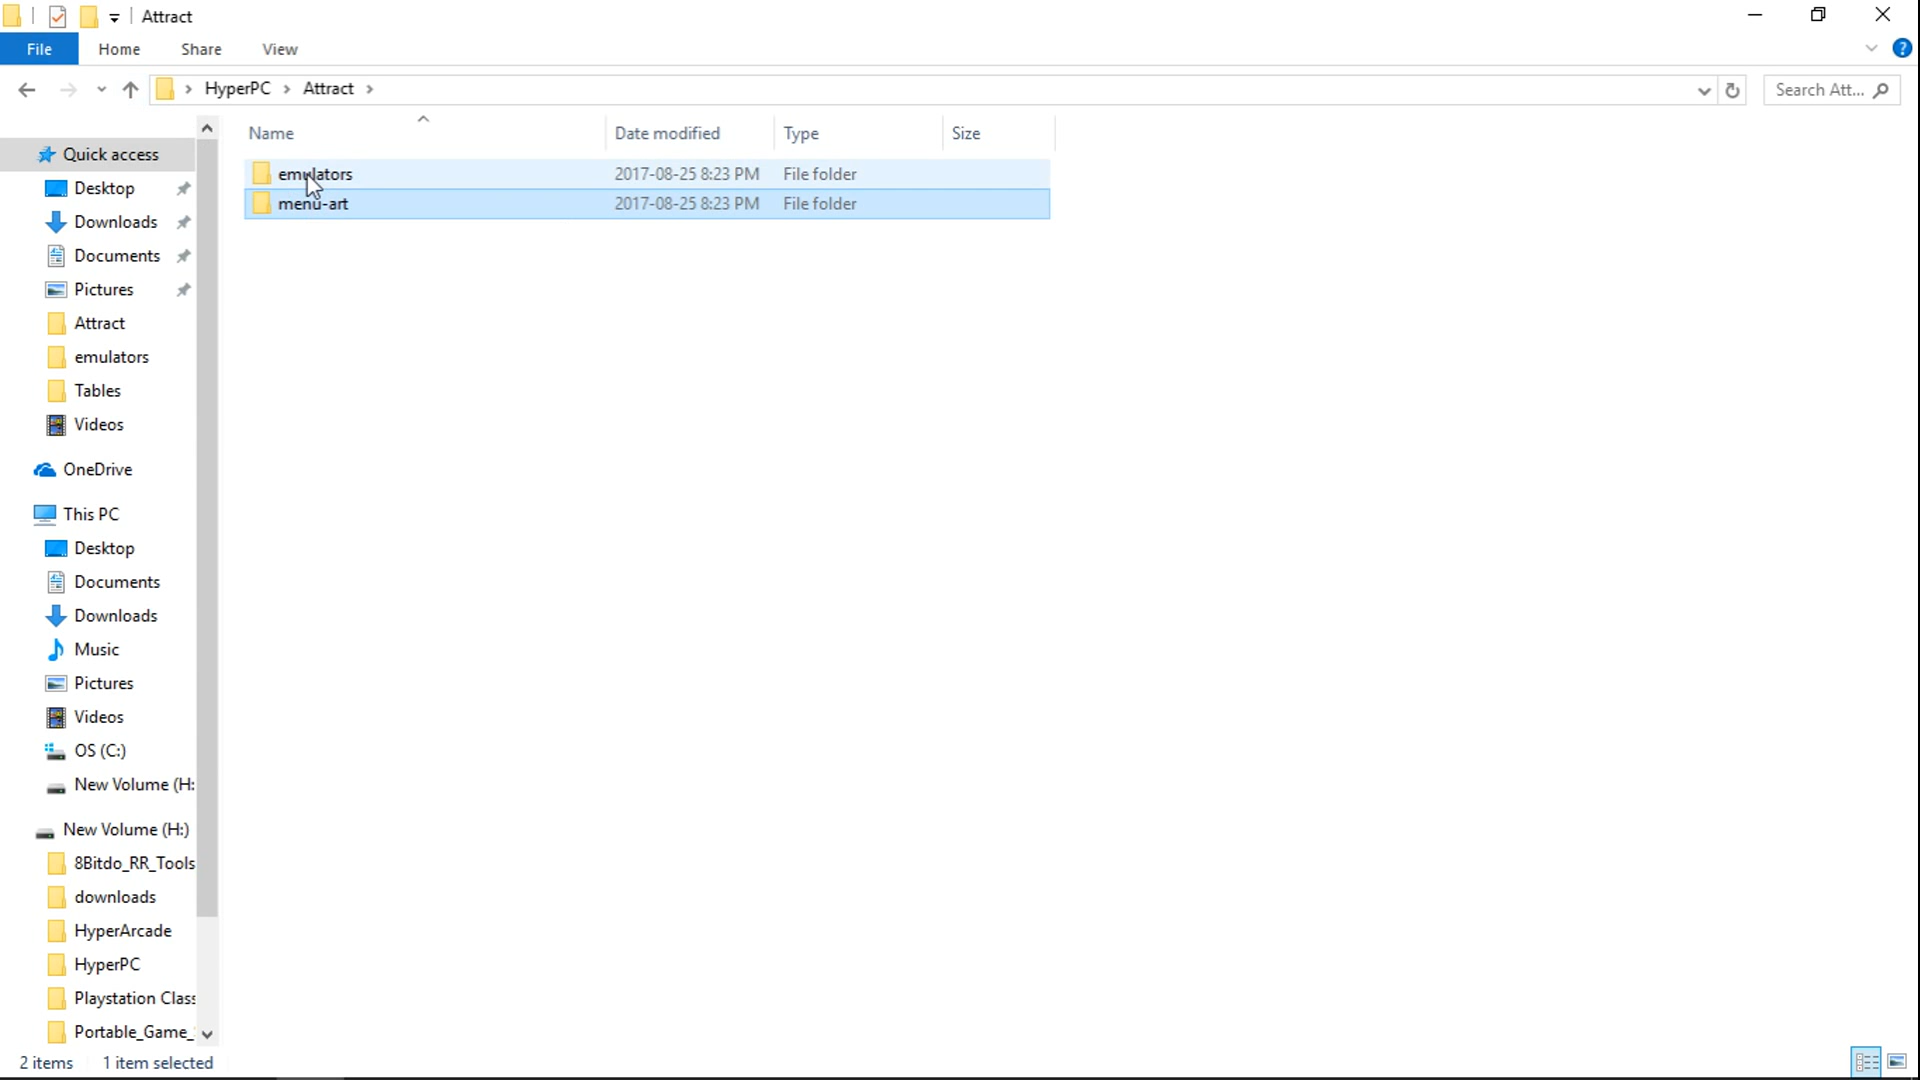 Attract
File Home Share View
HyperPC Attract
Search Att...
Name Date modified Type Size
emulators 2017-08-25 8:23 PM File folder
menu-art 2017-08-25 8:23 PM File folder
Quick access
Desktop
Downloads
Documents
Pictures
Attract
emulators
Tables
Videos
OneDrive
This PC
Desktop
Documents
Downloads
Music
Pictures
Videos
OS (C:)
New Volume (H:
New Volume (H:)
8Bitdo_RR_Tools
downloads
HyperArcade
HyperPC
Playstation Class
Portable_Game_
2 items 1 item selected